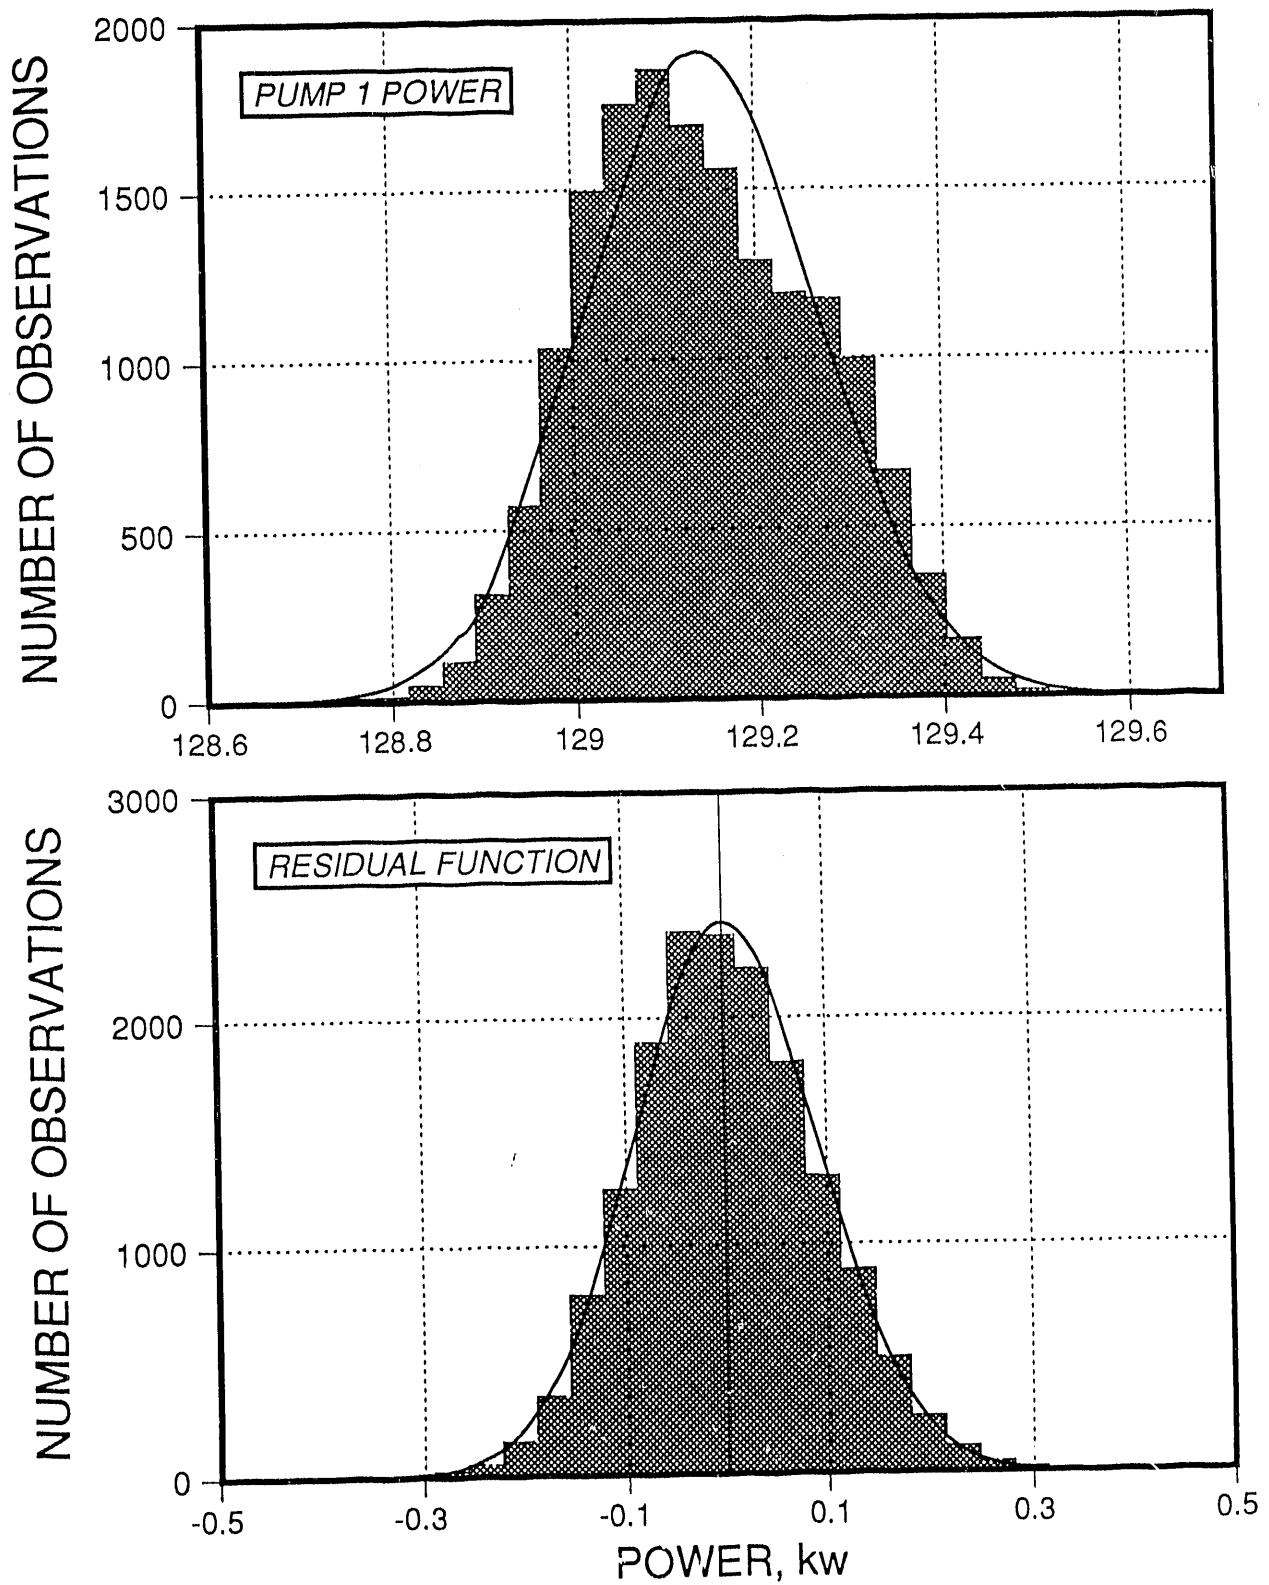 NUMBER OF OBSERVATIONS
2000
1500
1000
500
0
PUMP 1 POWER
128.6 128.8 129 129.2 129.4 129.6
NUMBER OF OBSERVATIONS
3000
2000
1000
0
RESIDUAL FUNCTION
-0.5 -0.3 -0.1 0.1 0.3 0.5
POWER, kw